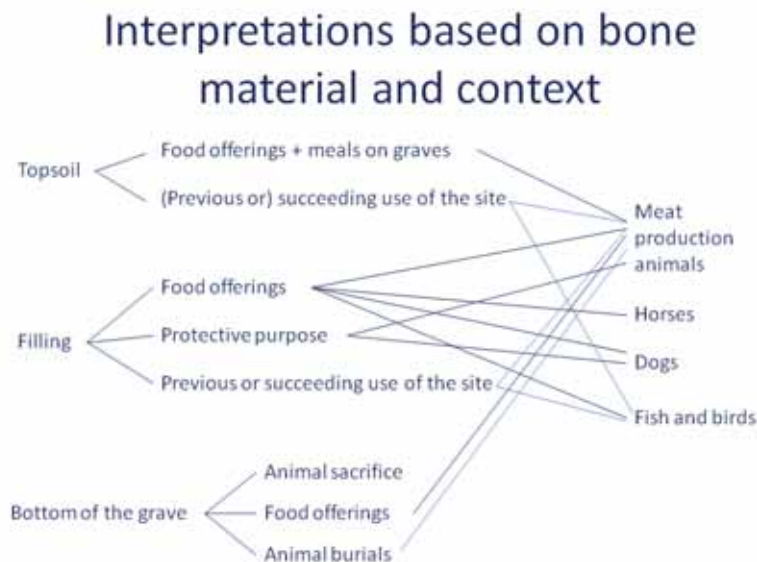 Interpretations based on bone
material and context
Topsoil
Food offerings + meals on graves
(Previous or) succeeding use of the site
Meat
production
animals
Food offerings
Horses
Filling
Protective purpose
Dogs
Previous or succeeding use of the site
Fish and birds
Animal sacrifice
Bottom of the grave
Food offerings
Animal burials